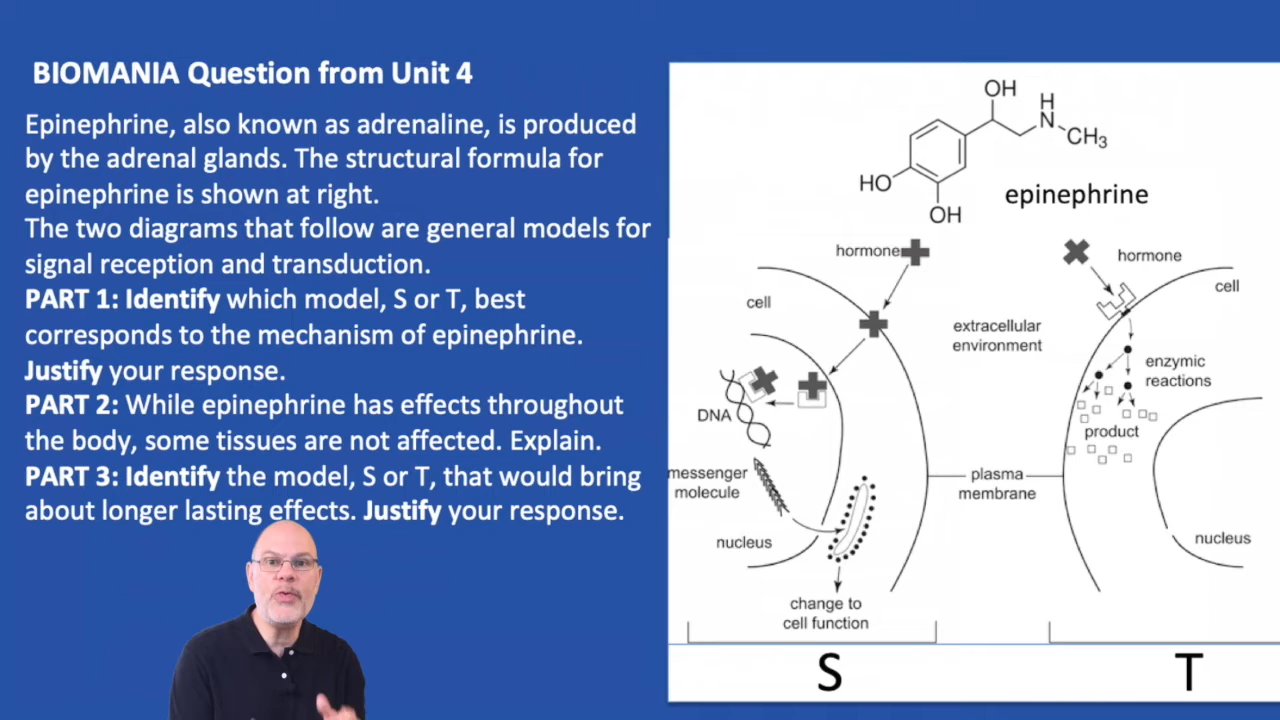 BIOMANIA Question from Unit 4
Epinephrine, also known as adrenaline, is produced
by the adrenal glands. The structural formula for
epinephrine is shown at right.
The two diagrams that follow are general models for
signal reception and transduction.
PART 1: Identify which model, S or T, best
corresponds to the mechanism of epinephrine.
Justify your response.
PART 2: While epinephrine has effects throughout
the body, some tissues are not affected. Explain.
PART 3: Identify the model, S or T, that would bring
about longer lasting effects. Justify your response.
OH
H
N
CH3
HO
OH
epinephrine
hormone
cell
DNA
messenger
molecule
nucleus
change to
cell function
extracellular
environment
plasma
membrane
hormone
cell
enzymic
reactions
product
nucleus
S
T